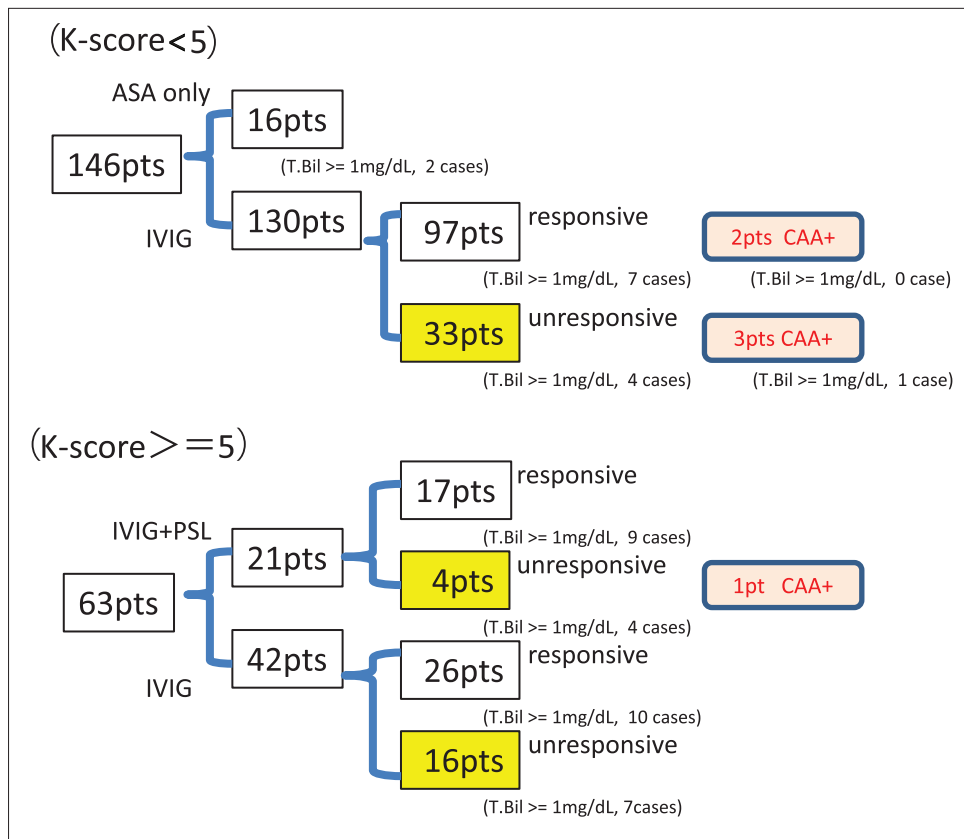 (K-score<5)
ASA only
16pts
146pts
(T.Bil >= 1mg/dL, 2 cases)
IVIG
130pts
97pts
responsive
2pts CAA+
(T.Bil >= 1mg/dL, 7 cases)
(T.Bil >= 1mg/dL, 0 case)
33pts
unresponsive
3pts CAA+
(T.Bil >= 1mg/dL, 4 cases)
(T.Bil >= 1mg/dL, 1 case)
(K-score>=5)
17pts
responsive
IVIG+PSL
21pts
(T.Bil >= 1mg/dL, 9 cases)
4pts
unresponsive
1pt CAA+
63pts
(T.Bil >= 1mg/dL, 4 cases)
42pts
IVIG
26pts
responsive
(T.Bil >= 1mg/dL, 10 cases)
16pts
unresponsive
(T.Bil >= 1mg/dL, 7cases)